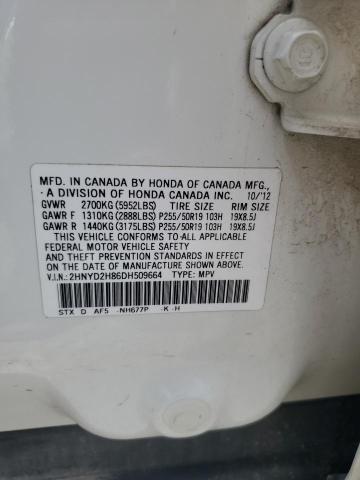 MFD. IN CANADA BY HONDA OF CANADA MFG.,
· A DIVISION OF HONDA CANADA INC. 10/'12
GVWR 2700KG (5952LBS) TIRE SIZE RIM SIZE
GAWR F 1310KG (2888LBS) P255/50R19 103H 19X8.5J
GAWR R 1440KG (3175LBS) P255/50R19 103H 19X8.5J
THIS VEHICLE CONFORMS TO ALL APPLICABLE
FEDERAL MOTOR VEHICLE SAFETY
AND THEFT PREVENTION STANDARDS IN EFFECT
ON THE DATE OF MANUFACTURE SHOWN ABOVE.
V.I.N.: 2HNYD2H86DH509664 TYPE: MPV
STX D AF5 -NH677P -K -H